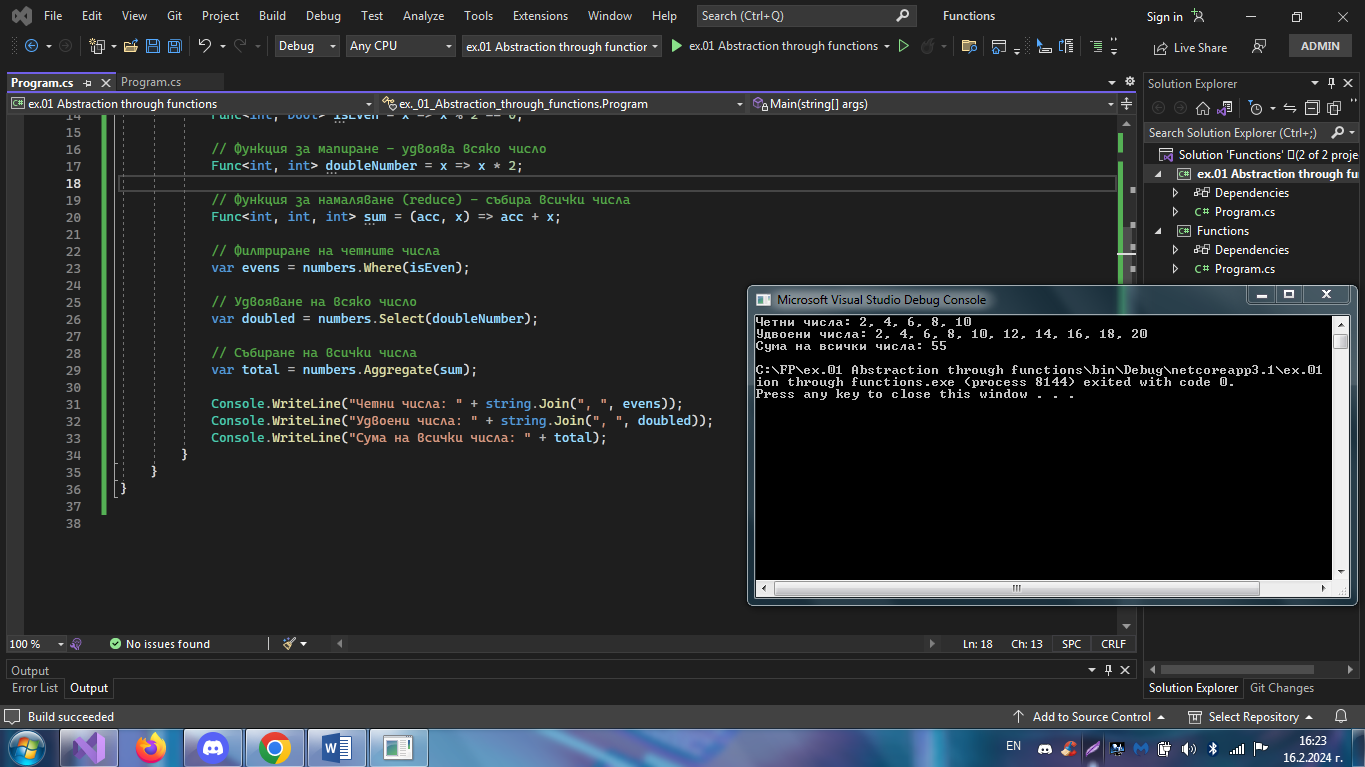 File Edit View Git Project Build Debug Test Analyze Tools Extensions Window Help Search (Ctrl+Q) Functions Sign in
Debug Any CPU ex.01 Abstraction through function ex.01 Abstraction through functions Live Share ADMIN
Program.cs Program.cs
ex.01 Abstraction through functions ex._01_Abstraction_through_functions.Program Main(string[] args)
14 Func<int, bool> isEven = x => x % 2 == 0;
15
16 // Функция за мапиране – удвоява всяко число
17 Func<int, int> doubleNumber = x => x * 2;
18
19 // Функция за намаляване (reduce) – събира всички числа
20 Func<int, int, int> sum = (acc, x) => acc + x;
21
22 // Филтриране на четните числа
23 var evens = numbers.Where(isEven);
24
25 // Удвояване на всяко число
26 var doubled = numbers.Select(doubleNumber);
27
28 // Събиране на всички числа
29 var total = numbers.Aggregate(sum);
30
31 Console.WriteLine("Четни числа: " + string.Join(", ", evens));
32 Console.WriteLine("Удвоени числа: " + string.Join(", ", doubled));
33 Console.WriteLine("Сума на всички числа: " + total);
34 }
35 }
36 }
37
38
Solution Explorer
Search Solution Explorer (Ctrl+;)
Solution 'Functions' (2 of 2 proje
ex.01 Abstraction through fu
Dependencies
C# Program.cs
Functions
Dependencies
C# Program.cs
Microsoft Visual Studio Debug Console
Четни числа: 2, 4, 6, 8, 10
Удвоени числа: 2, 4, 6, 8, 10, 12, 14, 16, 18, 20
Сума на всички числа: 55
C:\FP\ex.01 Abstraction through functions\bin\Debug\netcoreapp3.1\ex.01
ion through functions.exe (process 8144) exited with code 0.
Press any key to close this window . . .
100 % No issues found Ln: 18 Ch: 13 SPC CRLF
Output
Error List Output
Solution Explorer Git Changes
Build succeeded Add to Source Control Select Repository
EN 16:23
16.2.2024 г.